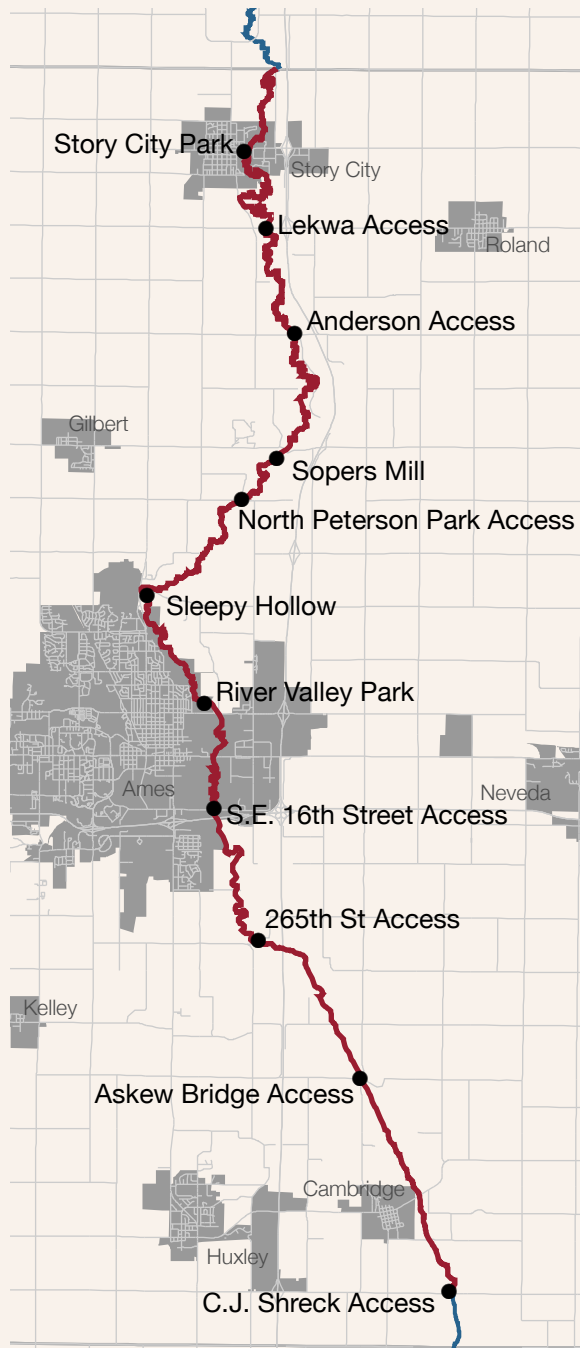 Story City Park
Story City
Lekwa Access
Roland
Anderson Access
Gilbert
Sopers Mill
North Peterson Park Access
Sleepy Hollow
River Valley Park
Ames
Neveda
S.E. 16th Street Access
265th St Access
Kelley
Askew Bridge Access
Cambridge
Huxley
C.J. Shreck Access